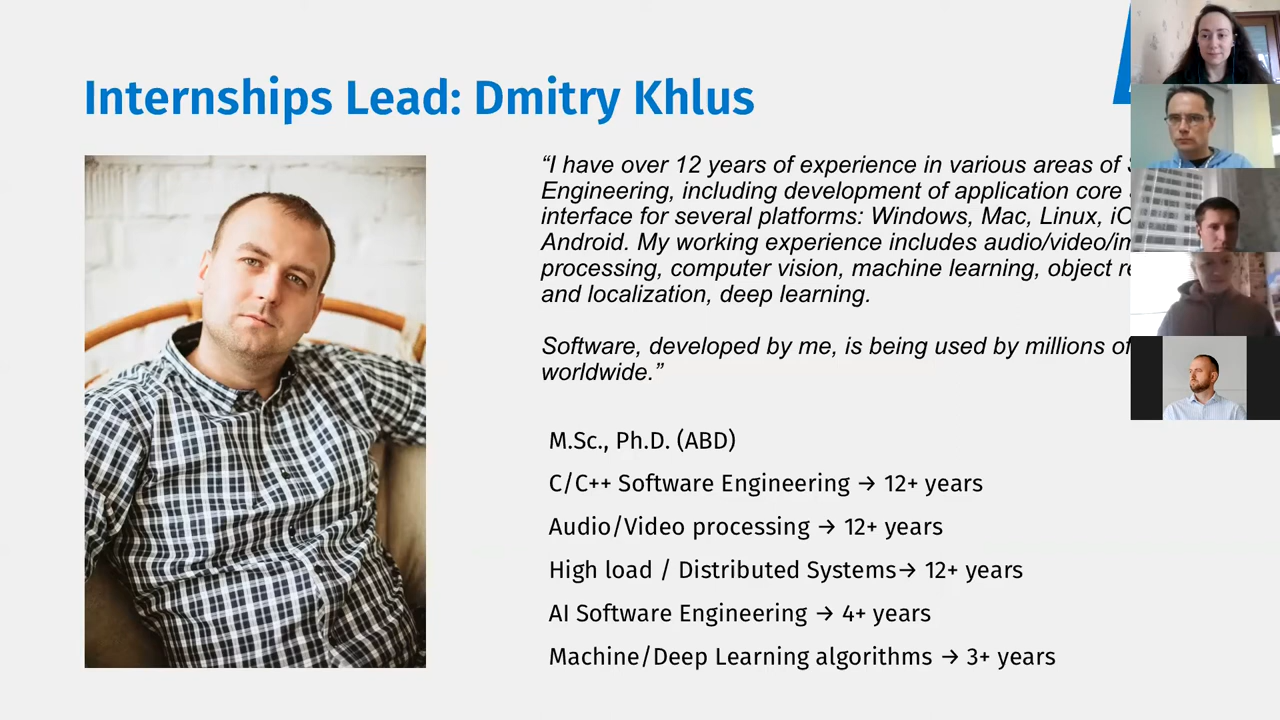 Internships Lead: Dmitry Khlus
“I have over 12 years of experience in various areas of
Engineering, including development of application core
interface for several platforms: Windows, Mac, Linux,
Android. My working experience includes
processing, computer vision, machine learning, object
and localization, deep learning.
Software, developed by me, is being used by millions of
worldwide.”
M.Sc., Ph.D. (ABD)
C/C++ Software Engineering → 12+ years
Audio/Video processing → 12+ years
High load / Distributed Systems→ 12+ years
AI Software Engineering → 4+ years
Machine/Deep Learning algorithms → 3+ years